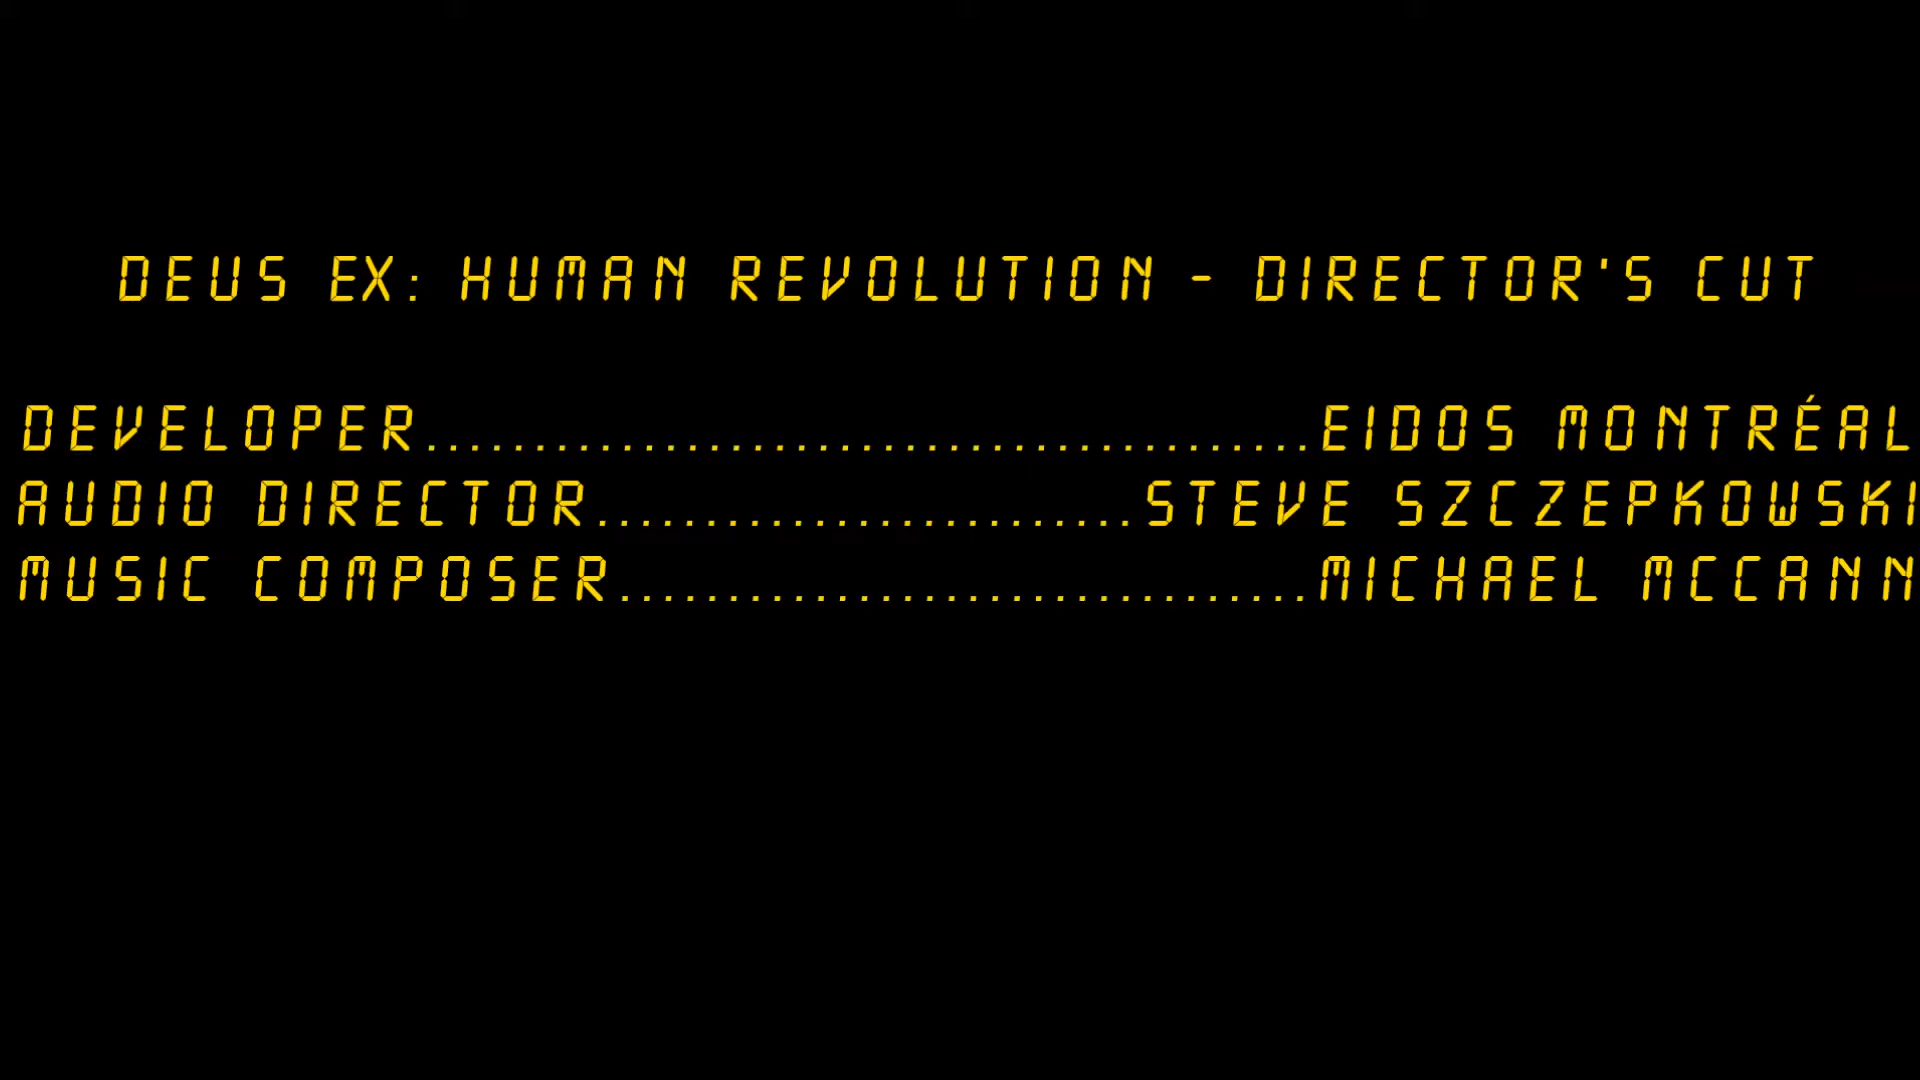 DEUS EX: HUMAN REVOLUTION - DIRECTOR'S CUT
DEVELOPER.........................................EIDOS MONTRÉAL
AUDIO DIRECTOR.........................STEVE SZCZEPKOWSKI
MUSIC COMPOSER................................MICHAEL MCCANN